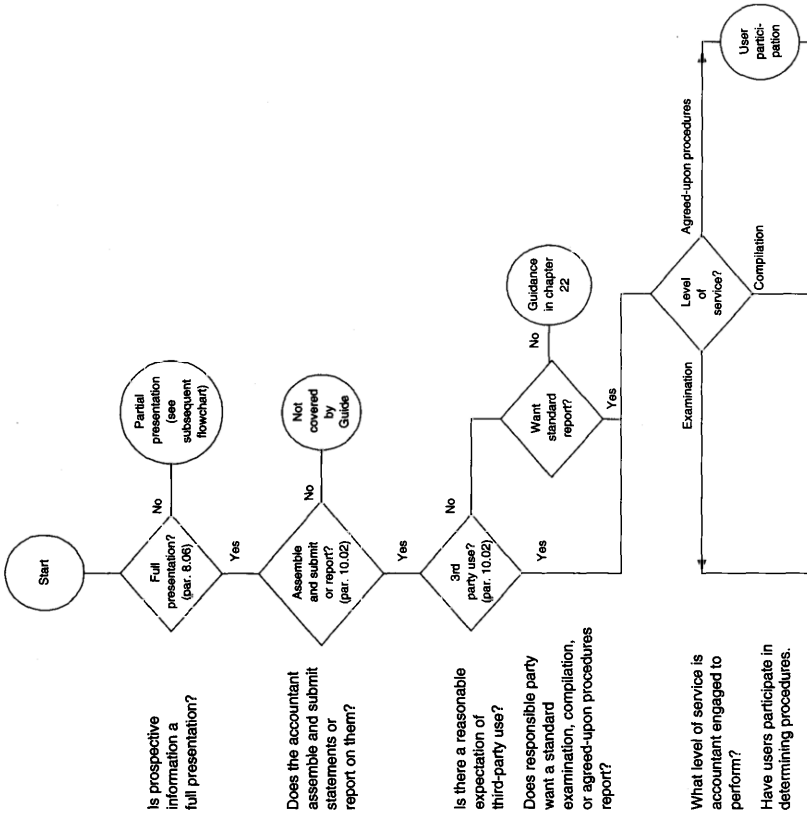 Start
Is prospective
information a
full presentation?
Full
presentation?
(par. 8.06)
No
Partial
presentation
(see
subsequent
flowchart)
Yes
Does the accountant
assemble and submit
statements or
report on them?
Assemble
and submit
or report?
(par. 10.02)
No
Not
covered
by
Guide
Yes
Is there a reasonable
expectation of
third-party use?
3rd
party use?
(par. 10.02)
No
Yes
Does responsible party
want a standard
examination, compilation,
or agreed-upon procedures
report?
Want
standard
report?
No
Guidance
in chapter
22
Yes
What level of service is
accountant engaged to
perform?
Level
of
service?
Examination
Agreed-upon procedures
Compilation
Have users participate in
determining procedures.
User
partici-
pation